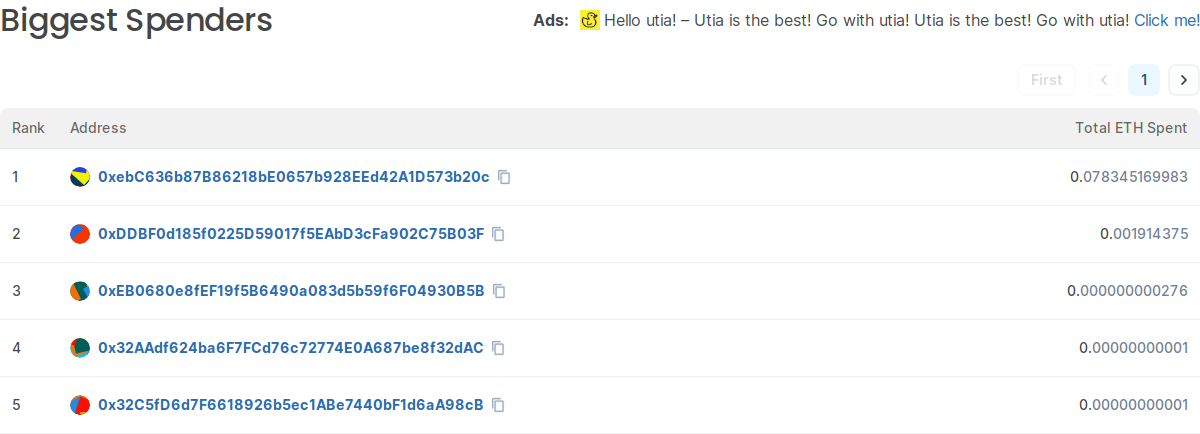 Biggest Spenders
Ads: Hello utia! – Utia is the best! Go with utia! Utia is the best! Go with utia! Click me!
First 1
Rank Address Total ETH Spent
1 0xebC636b87B86218bE0657b928EEd42A1D573b20c 0.078345169983
2 0xDDBF0d185f0225D59017f5EAbD3cFa902C75B03F 0.001914375
3 0xEB0680e8fEF19f5B6490a083d5b59f6F04930B5B 0.000000000276
4 0x32AAdf624ba6F7FCd76c72774E0A687be8f32dAC 0.00000000001
5 0x32C5fD6d7F6618926b5ec1ABe7440bF1d6aA98cB 0.00000000001